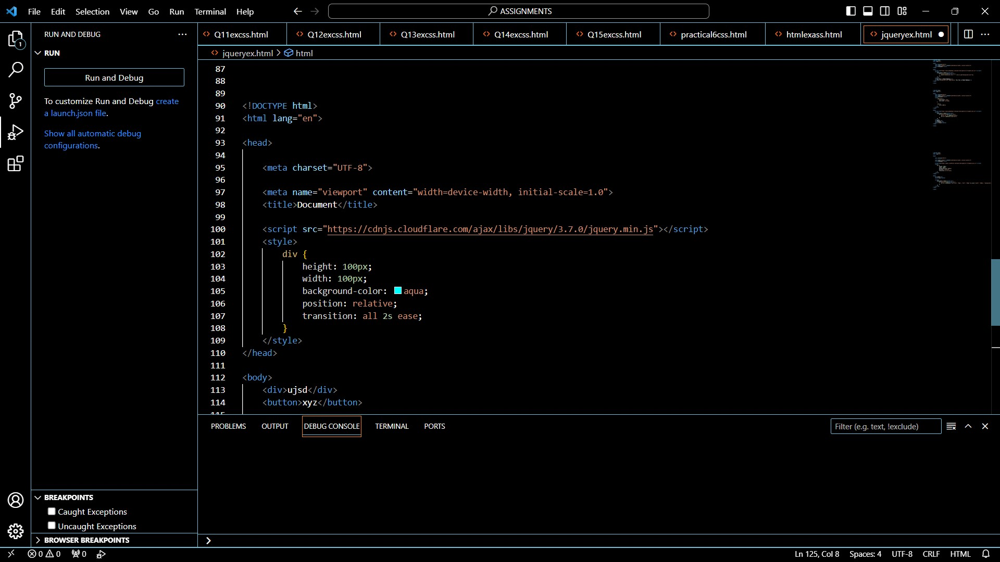 File Edit Selection View Go Run Terminal Help
ASSIGNMENTS
RUN AND DEBUG
RUN
Run and Debug
To customize Run and Debug create
a launch.json file.
Show all automatic debug
configurations.
Q11excss.html
Q12excss.html
Q13excss.html
Q14excss.html
Q15excss.html
practical6css.html
htmlexass.html
jqueryex.html
jqueryex.html > html
87
88
89
90 <!DOCTYPE html>
91 <html lang="en">
92
93 <head>
94
95 <meta charset="UTF-8">
96
97 <meta name="viewport" content="width=device-width, initial-scale=1.0">
98 <title>Document</title>
99
100 <script src="https://cdnjs.cloudflare.com/ajax/libs/jquery/3.7.0/jquery.min.js"></script>
101 <style>
102 div {
103 height: 100px;
104 width: 100px;
105 background-color: aqua;
106 position: relative;
107 transition: all 2s ease;
108 }
109 </style>
110 </head>
111
112 <body>
113 <div>ujsd</div>
114 <button>xyz</button>
PROBLEMS OUTPUT DEBUG CONSOLE TERMINAL PORTS
Filter (e.g. text, !exclude)
BREAKPOINTS
Caught Exceptions
Uncaught Exceptions
BROWSER BREAKPOINTS
0 0 0
Ln 125, Col 8 Spaces: 4 UTF-8 CRLF HTML
1